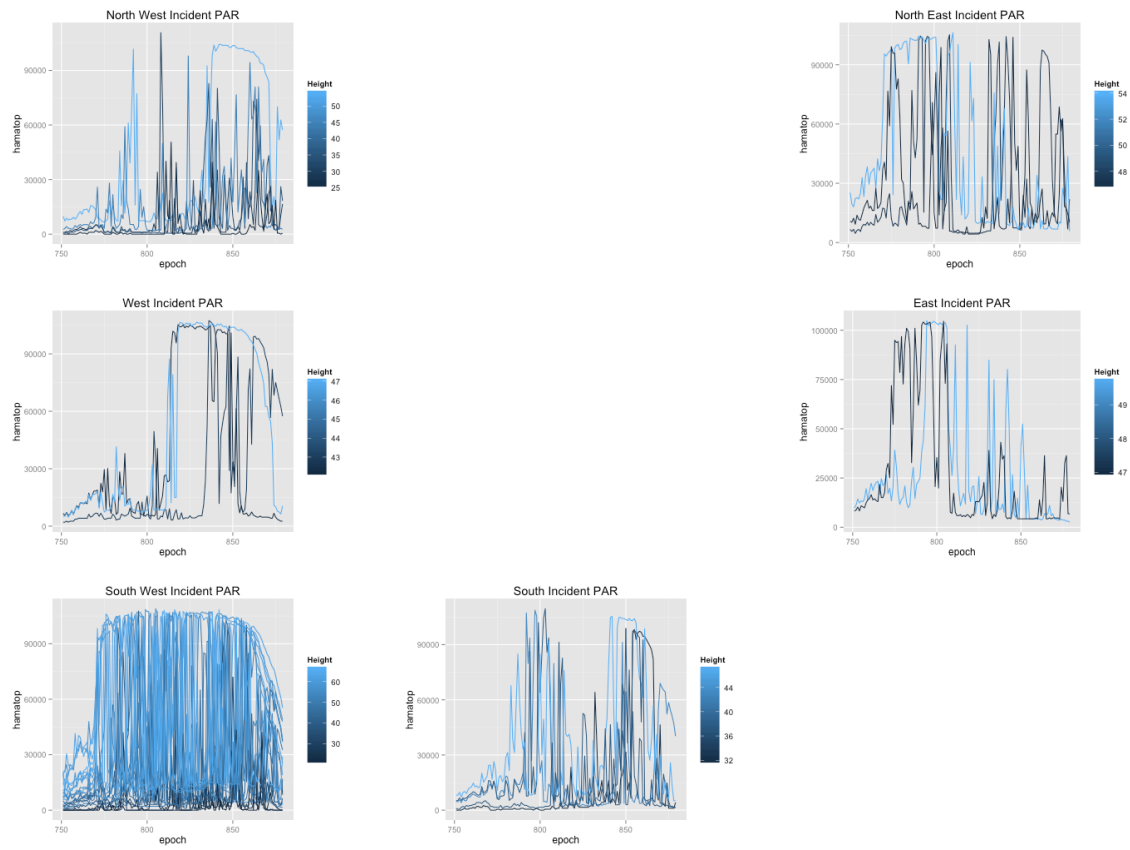 North West Incident PAR
90000
60000
30000
0
750
800
850
hamatop
epoch
Height
50
45
40
35
30
25
North East Incident PAR
90000
60000
30000
0
750
800
850
hamatop
epoch
Height
54
52
50
48
West Incident PAR
90000
60000
30000
0
750
800
850
hamatop
epoch
Height
47
46
45
44
43
East Incident PAR
100000
75000
50000
25000
0
750
800
850
hamatop
epoch
Height
49
48
47
South West Incident PAR
90000
60000
30000
0
750
800
850
hamatop
epoch
Height
60
50
40
30
South Incident PAR
90000
60000
30000
0
750
800
850
hamatop
epoch
Height
44
40
36
32